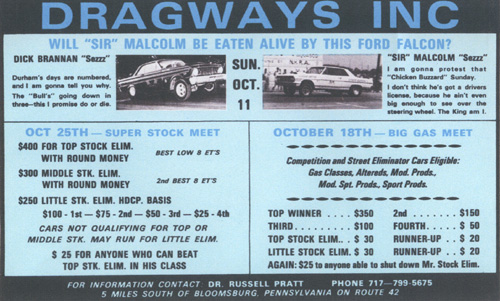 DRAGWAYS INC
WILL "SIR" MALCOLM BE EATEN ALIVE BY THIS FORD FALCON?
DICK BRANNAN "Sezzz"
Durham's days are numbered,
and I am going to tell you why.
The "Bull's" going down in
three—this I promise do or die.
SUN.
OCT.
11
"SIR" MALCOLM "Sezzz"
I am gonna protest that
"Chicken Buzzard" Sunday.
I don't think he's got a drivers
license, because he ain't even
big enough to see over the
steering wheel. The King am I.
OCT 25TH — SUPER STOCK MEET
$400 FOR TOP STOCK ELIM.
WITH ROUND MONEY
BEST LOW 8 ET'S
$300 MIDDLE STK. ELIM.
WITH ROUND MONEY
2nd BEST 8 ET'S
$250 LITTLE STK. ELIM. HDCP. BASIS
$100 - 1st — $75 - 2nd — $50 - 3rd — $25 - 4th
CARS NOT QUALIFYING FOR TOP OR
MIDDLE STK. MAY RUN FOR LITTLE ELIM.
$ 25 FOR ANYONE WHO CAN BEAT
TOP STK. ELIM. IN HIS CLASS
OCTOBER 18TH — BIG GAS MEET
Competition and Street Eliminator Cars Eligible:
Gas Classes, Altereds, Mod. Prods.,
Mod. Spt. Prods., Sport Prods.
TOP WINNER . . . . $350 2nd . . . . . . . $150
THIRD . . . . . . $100 FOURTH . . . . . $ 50
TOP STOCK ELIM. . $ 30 RUNNER-UP . . $ 20
LITTLE STOCK ELIM. $ 30 RUNNER-UP . . $ 20
AGAIN: $25 to anyone able to shut down Mr. Stock Elim.
FOR INFORMATION CONTACT DR. RUSSELL PRATT PHONE 717—799-5675
5 MILES SOUTH OF BLOOMSBURG, PENNSYLVANIA ON ROUTE 42